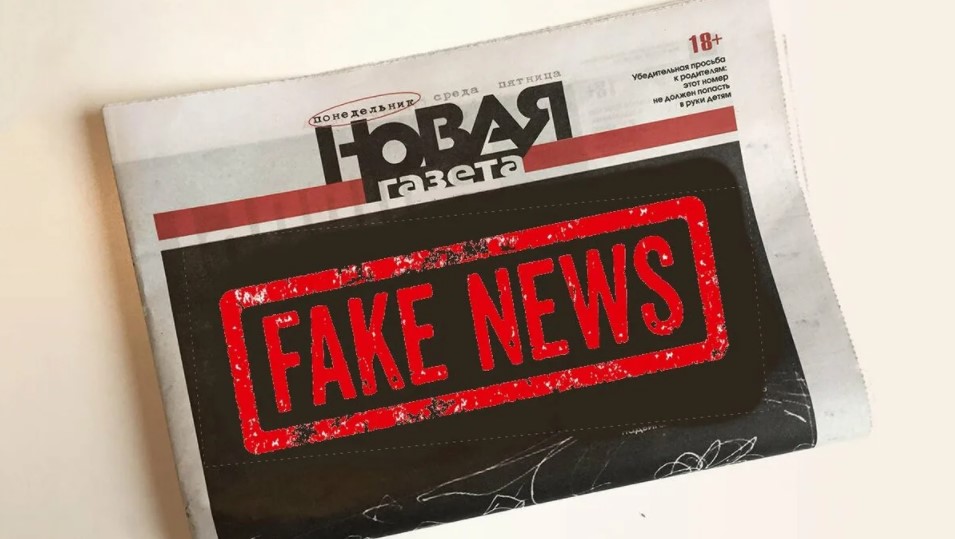 понедельник среда пятница
НОВАЯ
газета
18+
Убедительная просьба
к родителям:
этот номер
не должен попасть
в руки детям
FAKE NEWS